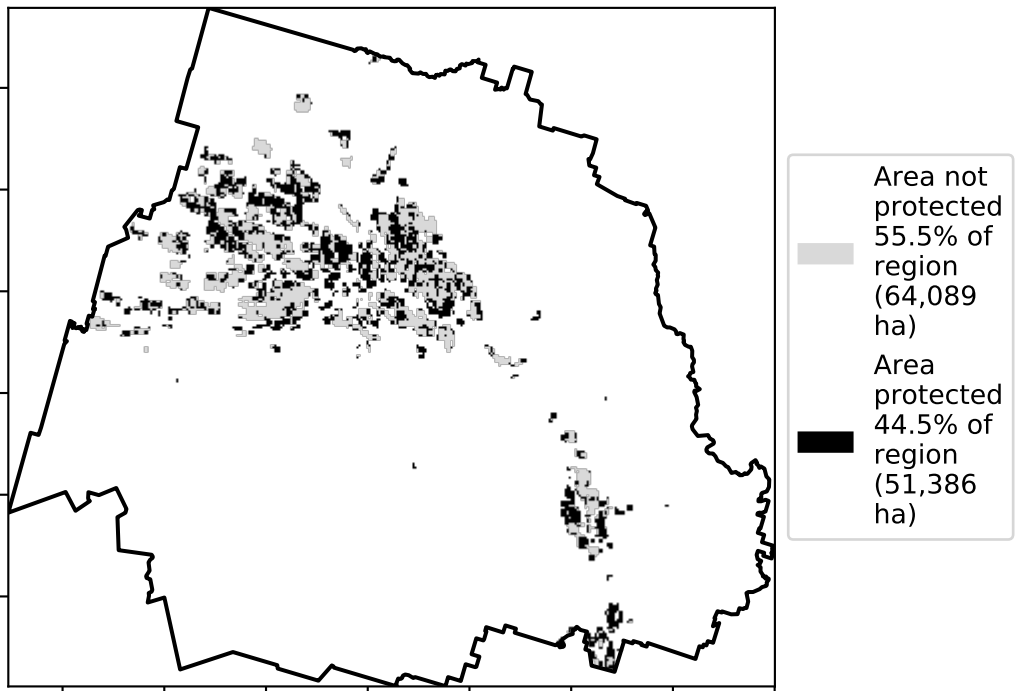 Area not
protected
55.5% of
region
(64,089
ha)
Area
protected
44.5% of
region
(51,386
ha)